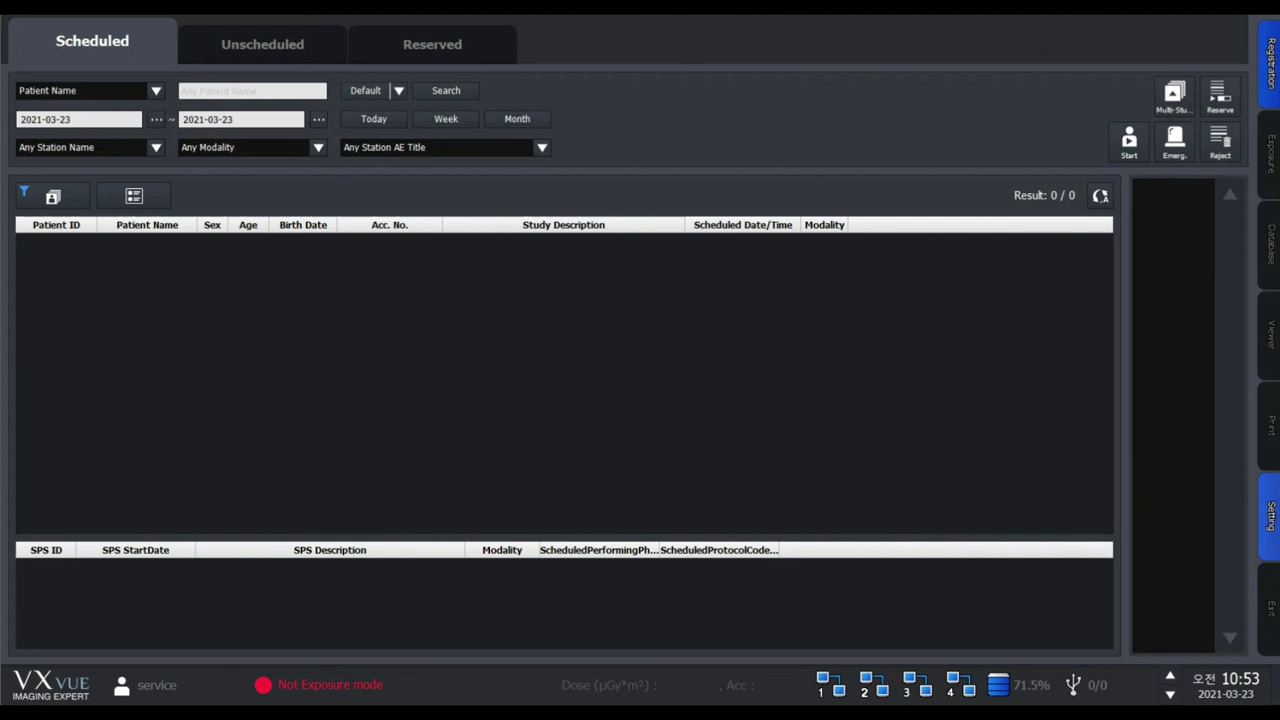 Scheduled
Unscheduled
Reserved
Patient Name
Any Patient Name
Default
Search
2021-03-23
... ~
2021-03-23
...
Today
Week
Month
Any Station Name
Any Modality
Any Station AE Title
Multi-Stu...
Reserve
Start
Emerg.
Reject
Result: 0 / 0
Patient ID
Patient Name
Sex
Age
Birth Date
Acc. No.
Study Description
Scheduled Date/Time
Modality
SPS ID
SPS StartDate
SPS Description
Modality
ScheduledPerformingPh...
ScheduledProtocolCode...
Registration
Exposure
Database
Viewer
Print
Setting
Exit
VXVUE
IMAGING EXPERT
service
Not Exposure mode
Dose (μGy*m²) :
, Acc :
1
2
3
4
71.5%
0/0
오전 10:53
2021-03-23